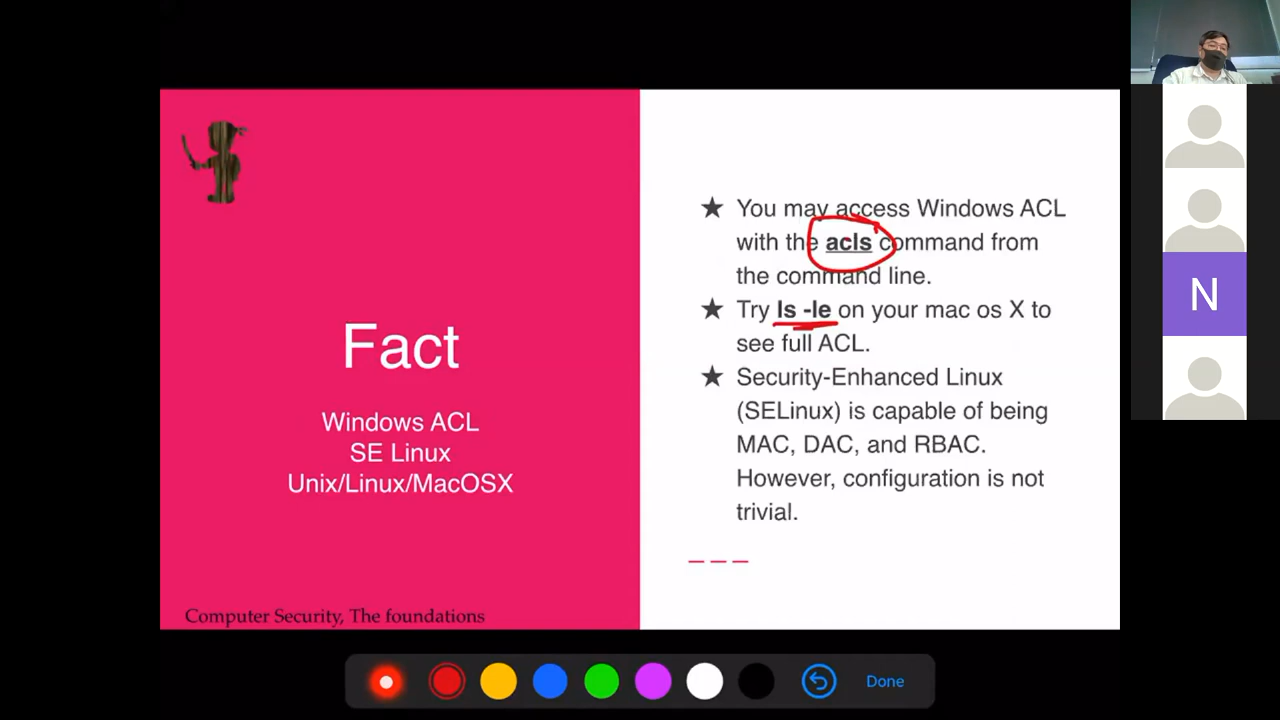 Fact
Windows ACL
SE Linux
Unix/Linux/MacOSX
Computer Security, The foundations
★ You may access Windows ACL
with the acls command from
the command line.
★ Try ls -le on your mac os X to
see full ACL.
★ Security-Enhanced Linux
(SELinux) is capable of being
MAC, DAC, and RBAC.
However, configuration is not
trivial.
N
Done